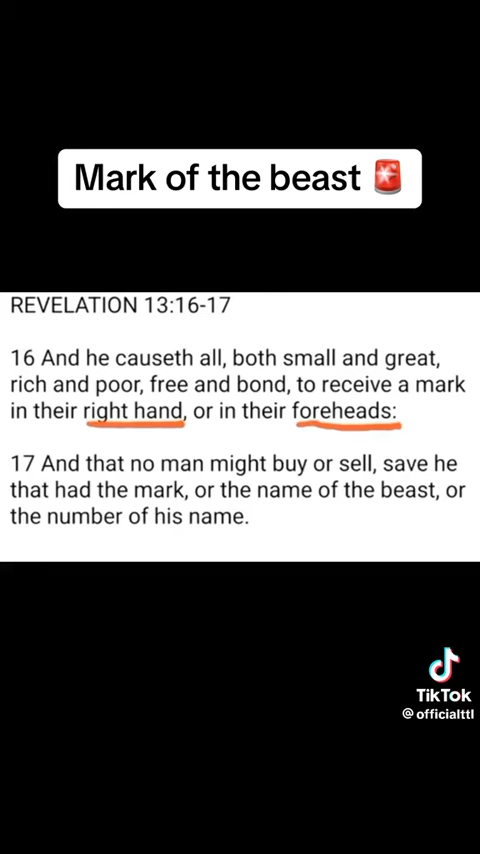 Mark of the beast 🚨
REVELATION 13:16-17
16 And he causeth all, both small and great,
rich and poor, free and bond, to receive a mark
in their right hand, or in their foreheads:
17 And that no man might buy or sell, save he
that had the mark, or the name of the beast, or
the number of his name.
TikTok
@officialttl